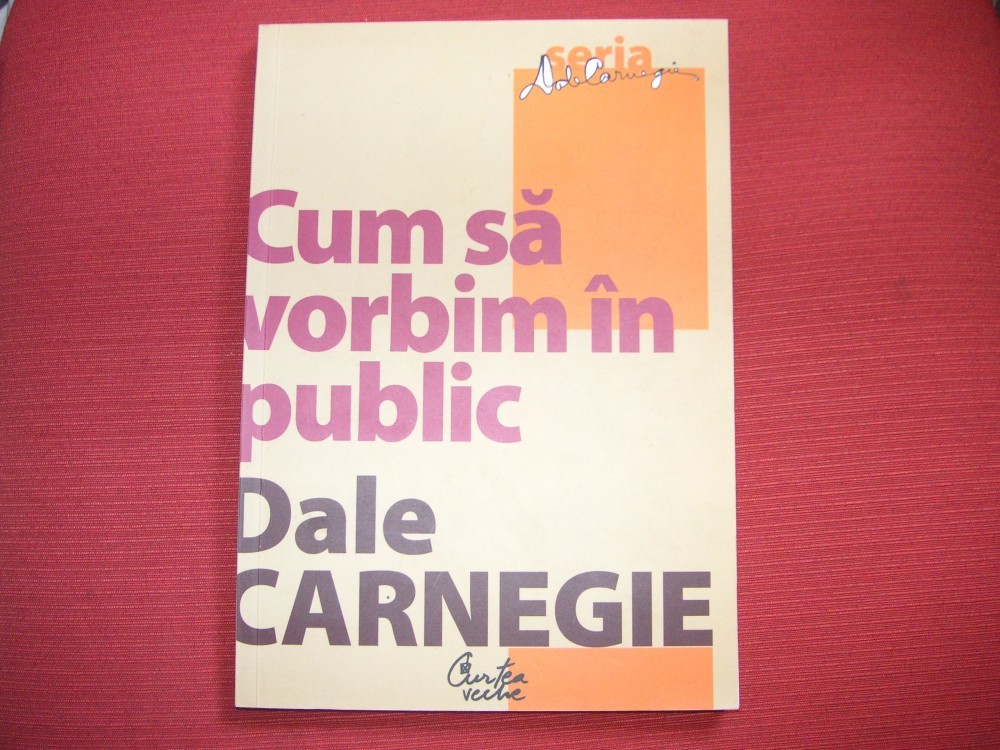 seria
Dale Carnegie
Cum să
vorbim în
public
Dale
CARNEGIE
Curtea
veche